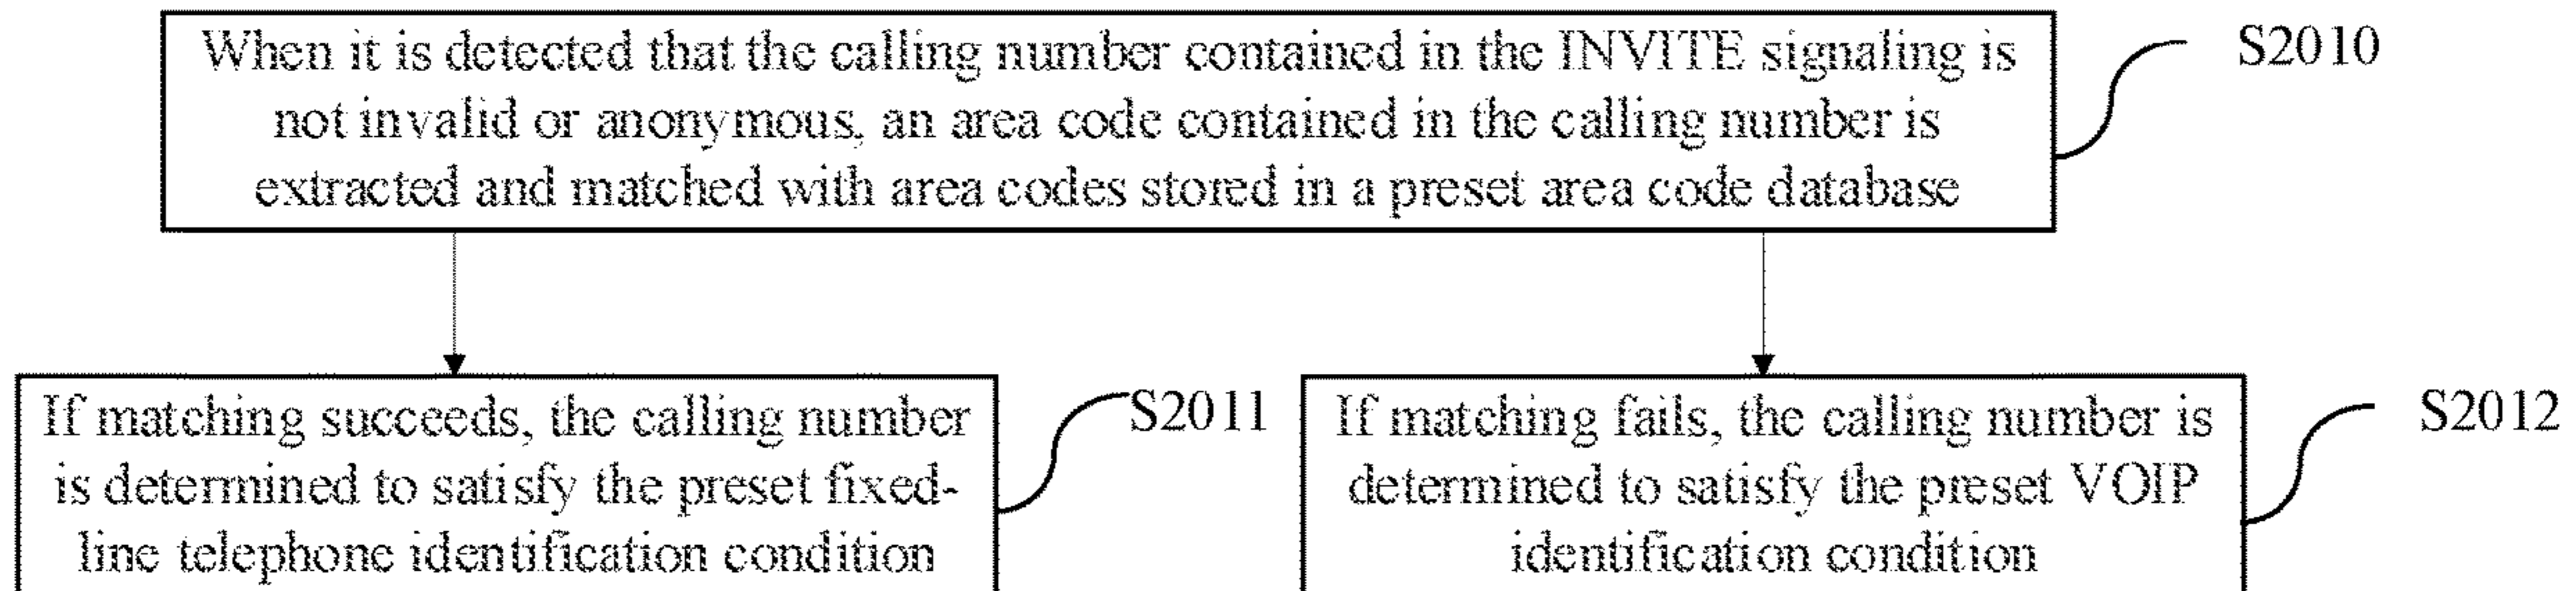 When it is detected that the calling number contained in the INVITE signaling is
not invalid or anonymous, an area code contained in the calling number is
extracted and matched with area codes stored in a preset area code database
S2010
If matching succeeds, the calling number
is determined to satisfy the preset fixed-
line telephone identification condition
S2011
If matching fails, the calling number is
determined to satisfy the preset VOIP
identification condition
S2012